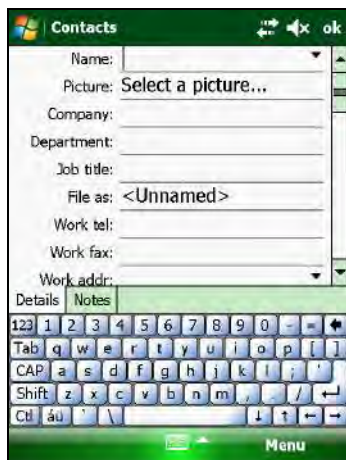 Contacts ok
Name:
Picture: Select a picture...
Company:
Department:
Job title:
File as: <Unnamed>
Work tel:
Work fax:
Work addr:
Details Notes
123 1 2 3 4 5 6 7 8 9 0 - =
Tab q w e r t y u i o p [ ]
CAP a s d f g h j k l ; '
Shift z x c v b n m , . /
Ctl áü ` \
Menu